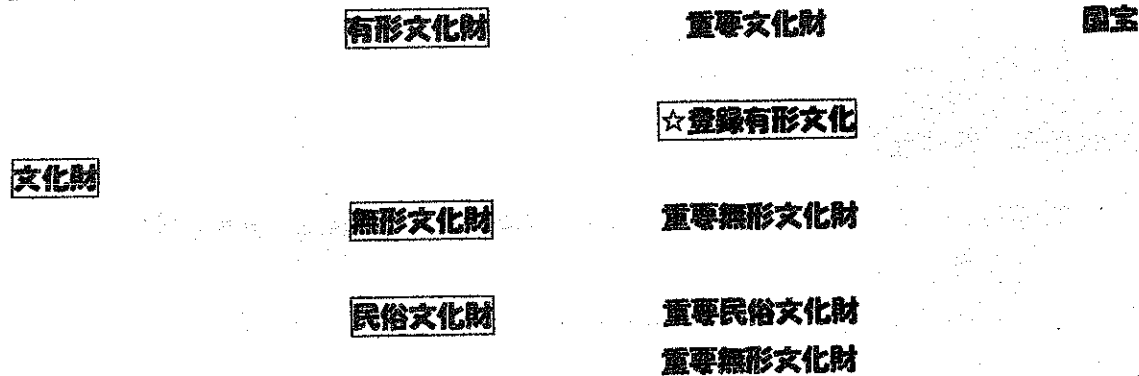 有形文化財 重要文化財 国宝
☆登録有形文化
文化財
無形文化財 重要無形文化財
民俗文化財 重要民俗文化財
重要無形文化財